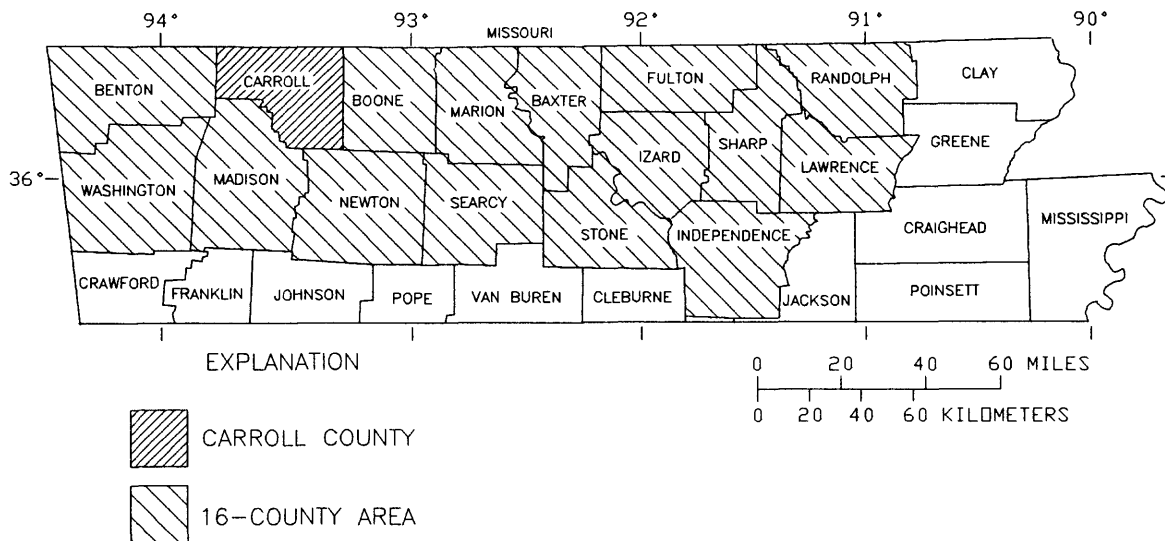 94° 93° 92° 91° 90°
MISSOURI
BENTON
CARROLL
BOONE
MARION
BAXTER
FULTON
RANDOLPH
CLAY
36°
WASHINGTON
MADISON
NEWTON
SEARCY
STONE
IZARD
SHARP
LAWRENCE
GREENE
INDEPENDENCE
CRAIGHEAD
MISSISSIPPI
CRAWFORD
FRANKLIN
JOHNSON
POPE
VAN BUREN
CLEBURNE
JACKSON
POINSETT
EXPLANATION
CARROLL COUNTY
16-COUNTY AREA
0 20 40 60 MILES
0 20 40 60 KILOMETERS